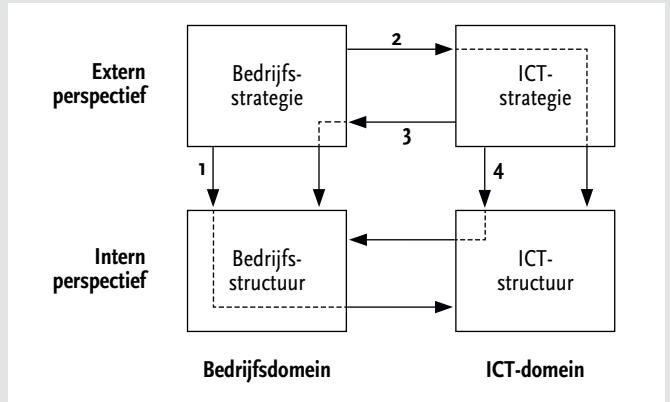 2
Extern
perspectief
Bedrijfs-
strategie
ICT-
strategie
3
1
4
Intern
perspectief
Bedrijfs-
structuur
ICT-
structuur
Bedrijfsdomein
ICT-domein